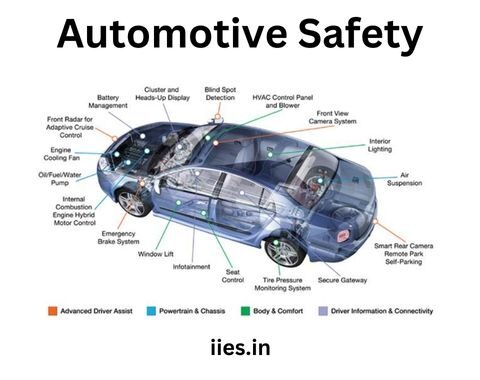 Automotive Safety
Cluster and
Heads-Up Display
Blind Spot
Detection
Battery
Management
HVAC Control Panel
and Blower
Front View
Camera System
Front Radar for
Adaptive Cruise
Control
Interior
Lighting
Engine
Cooling Fan
Oil/Fuel/Water
Pump
Air
Suspension
Internal
Combustion
Engine Hybrid
Motor Control
Emergency
Brake System
Window Lift
Infotainment
Seat
Control
Tire Pressure
Monitoring System
Secure Gateway
Smart Rear Camera
Remote Park
Self-Parking
Advanced Driver Assist
Powertrain & Chassis
Body & Comfort
Driver Information & Connectivity
iies.in